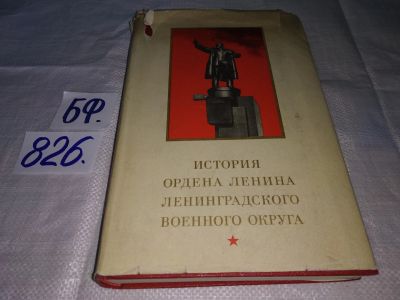 БФ.
826.
ИСТОРИЯ
ОРДЕНА ЛЕНИНА
ЛЕНИНГРАДСКОГО
ВОЕННОГО ОКРУГА